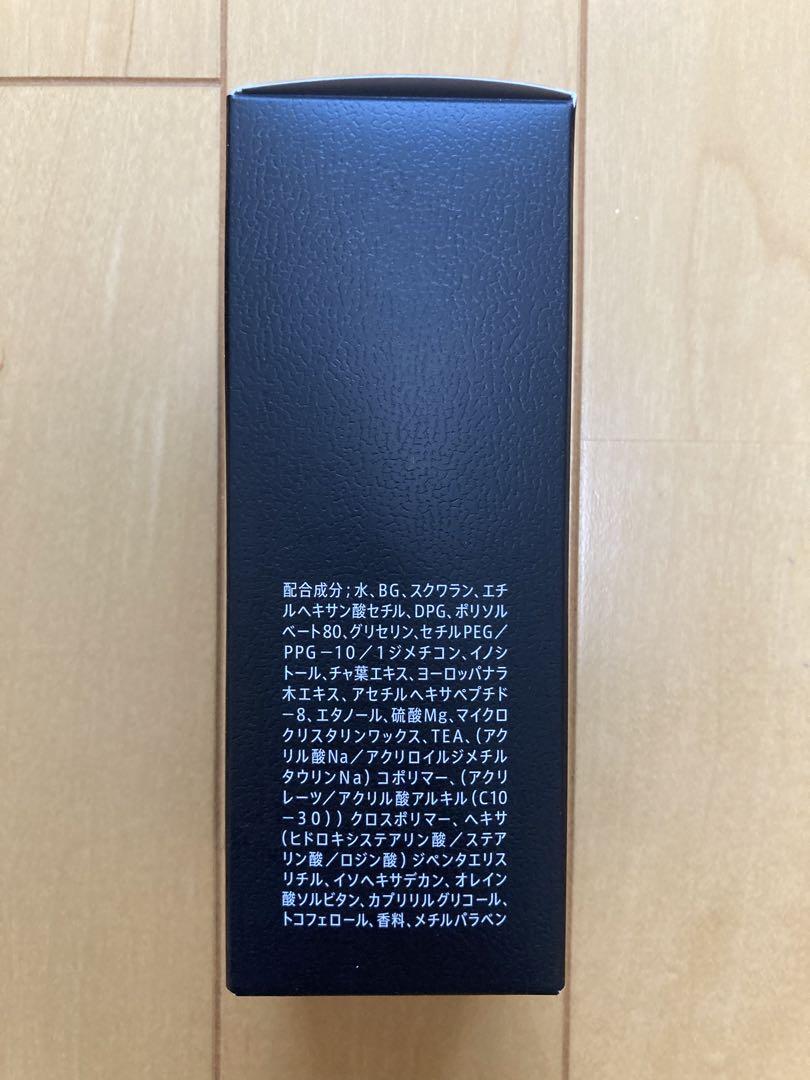 配合成分；水、BG、スクワラン、エチ
ルヘキサン酸セチル、DPG、ポリソル
ベート80、グリセリン、セチルPEG／
PPG－10／1ジメチコン、イノシ
トール、チャ葉エキス、ヨーロッパナラ
木エキス、アセチルヘキサペプチド
－8、エタノール、硫酸Mg、マイクロ
クリスタリンワックス、TEA、（アク
リル酸Na／アクリロイルジメチル
タウリンNa）コポリマー、（アクリ
レーツ／アクリル酸アルキル（C10
－30））クロスポリマー、ヘキサ
（ヒドロキシステアリン酸／ステア
リン酸／ロジン酸）ジペンタエリス
リチル、イソヘキサデカン、オレイン
酸ソルビタン、カプリリルグリコール、
トコフェロール、香料、メチルパラベン